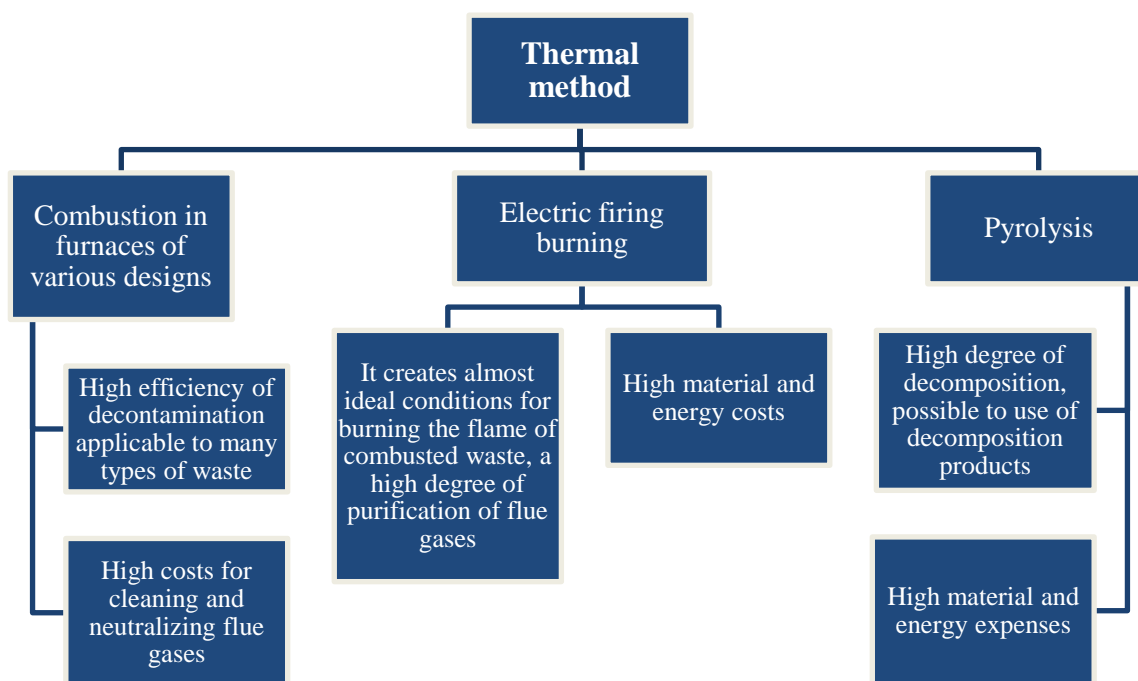 Thermal
method
Combustion in
furnaces of
various designs
Electric firing
burning
Pyrolysis
High efficiency of
decontamination
applicable to many
types of waste
High costs for
cleaning and
neutralizing flue
gases
It creates almost
ideal conditions for
burning the flame of
combusted waste, a
high degree of
purification of flue
gases
High material and
energy costs
High degree of
decomposition,
possible to use of
decomposition
products
High material and
energy expenses